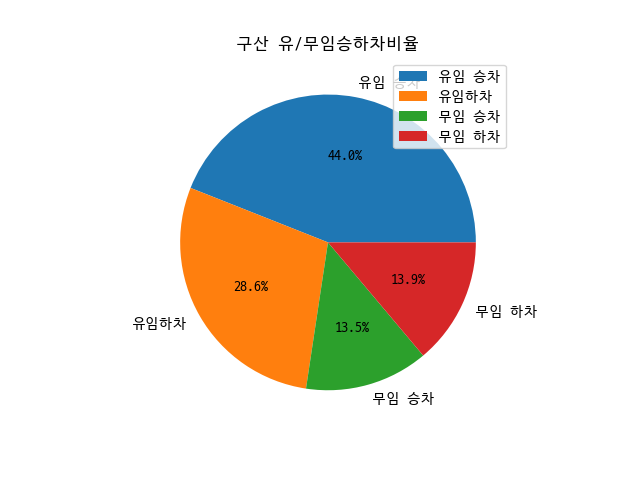 구산 유/무임승하차비율
유임 승차
유임 승차
유임하차
무임 승차
무임 하차
44.0%
28.6%
13.9%
13.5%
유임하차
무임 하차
무임 승차